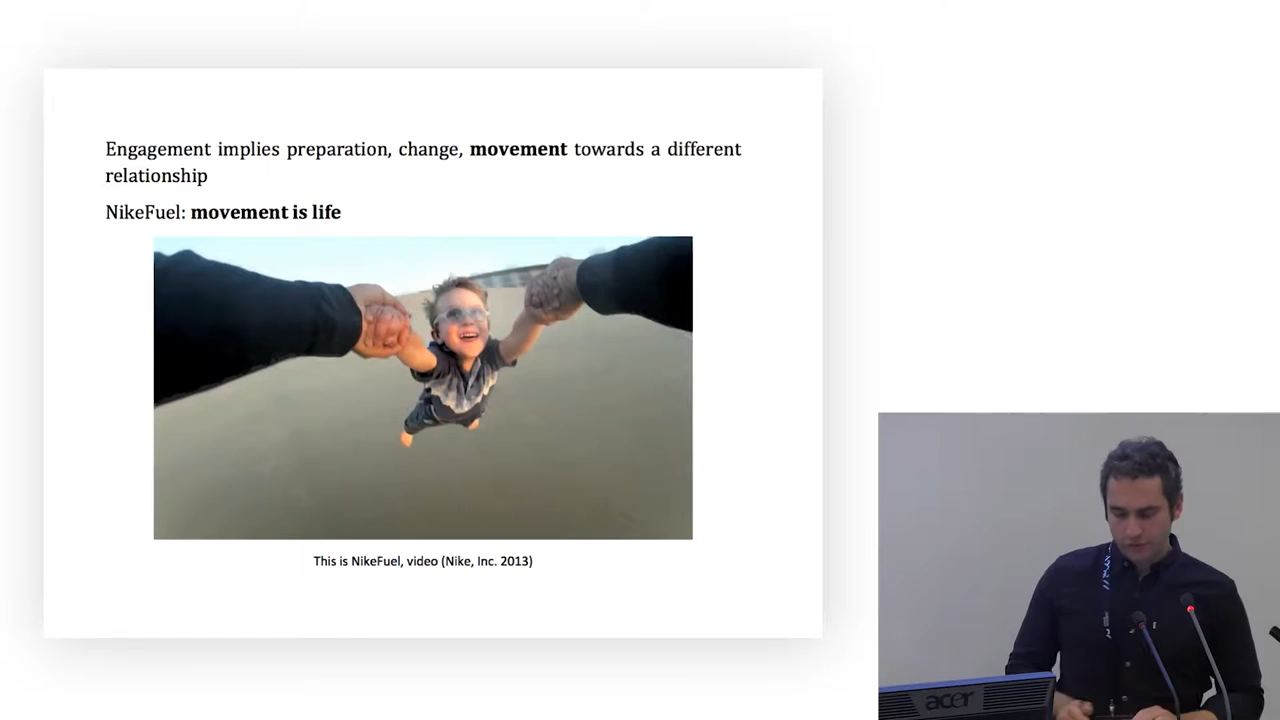 Engagement implies preparation, change, movement towards a different
relationship
NikeFuel: movement is life
This is NikeFuel, video (Nike, Inc. 2013)
acer